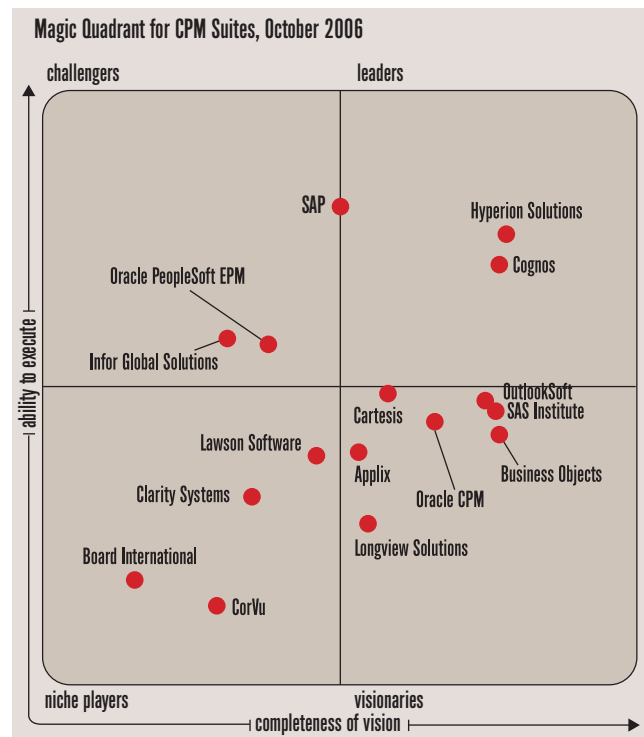 Magic Quadrant for CPM Suites, October 2006
challengers
leaders
SAP
Hyperion Solutions
Cognos
Oracle PeopleSoft EPM
Infor Global Solutions
ability to execute
OutlookSoft
Cartesis
SAS Institute
Lawson Software
Applix
Business Objects
Clarity Systems
Oracle CPM
Longview Solutions
Board International
CorVu
niche players
visionaries
completeness of vision